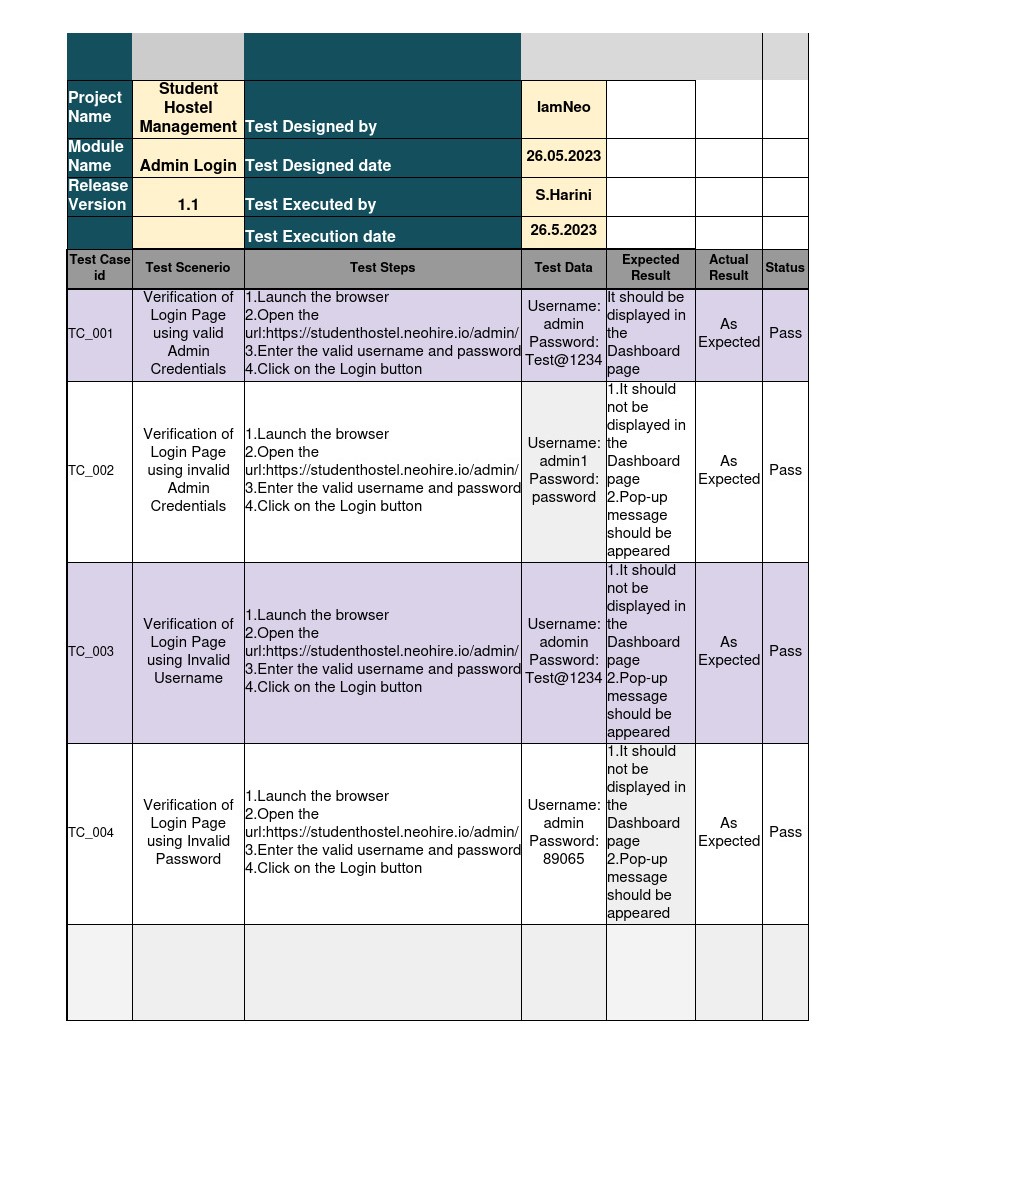 Project
Name
Student
Hostel
Management
Test Designed by
IamNeo
Module
Name
Admin Login
Test Designed date
26.05.2023
Release
Version
1.1
Test Executed by
S.Harini
Test Execution date
26.5.2023
Test Case
id
Test Scenerio
Test Steps
Test Data
Expected
Result
Actual
Result
Status
TC_001
Verification of
Login Page
using valid
Admin
Credentials
1.Launch the browser
2.Open the
url:https://studenthostel.neohire.io/admin/
3.Enter the valid username and password
4.Click on the Login button
Username:
admin
Password:
Test@1234
It should be
displayed in
the
Dashboard
page
As
Expected
Pass
TC_002
Verification of
Login Page
using invalid
Admin
Credentials
1.Launch the browser
2.Open the
url:https://studenthostel.neohire.io/admin/
3.Enter the valid username and password
4.Click on the Login button
Username:
admin1
Password:
password
1.It should
not be
displayed in
the
Dashboard
page
2.Pop-up
message
should be
appeared
As
Expected
Pass
TC_003
Verification of
Login Page
using Invalid
Username
1.Launch the browser
2.Open the
url:https://studenthostel.neohire.io/admin/
3.Enter the valid username and password
4.Click on the Login button
Username:
adomin
Password:
Test@1234
1.It should
not be
displayed in
the
Dashboard
page
2.Pop-up
message
should be
appeared
As
Expected
Pass
TC_004
Verification of
Login Page
using Invalid
Password
1.Launch the browser
2.Open the
url:https://studenthostel.neohire.io/admin/
3.Enter the valid username and password
4.Click on the Login button
Username:
admin
Password:
89065
1.It should
not be
displayed in
the
Dashboard
page
2.Pop-up
message
should be
appeared
As
Expected
Pass